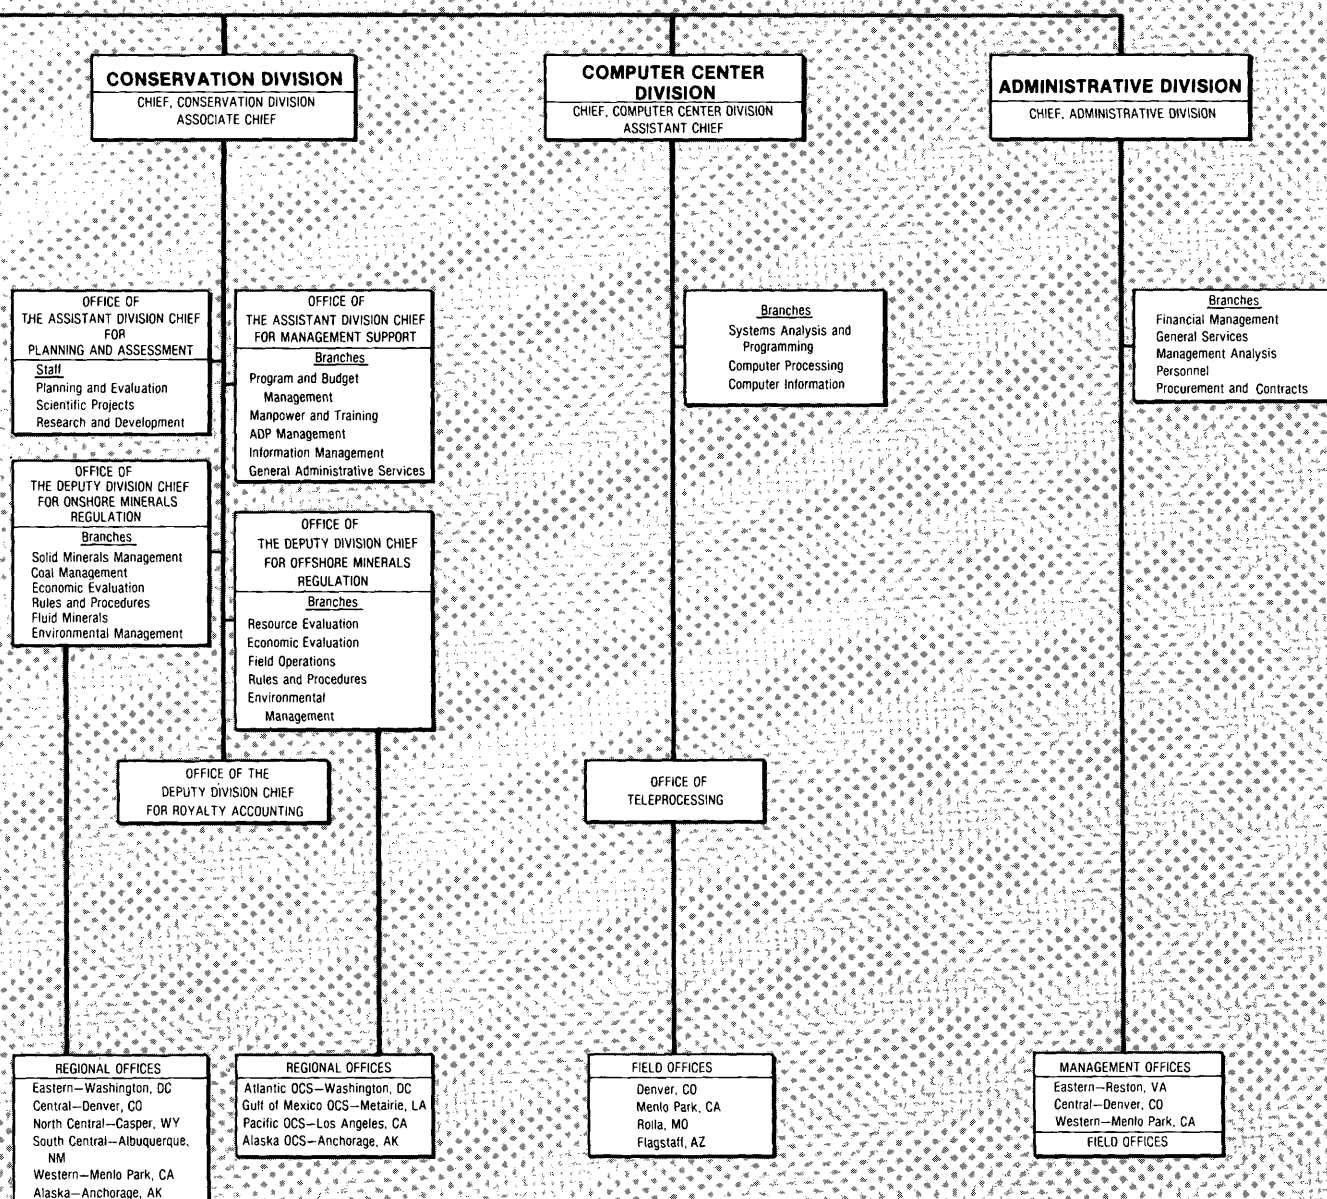 CONSERVATION DIVISION
CHIEF, CONSERVATION DIVISION
ASSOCIATE CHIEF
COMPUTER CENTER
DIVISION
CHIEF, COMPUTER CENTER DIVISION
ASSISTANT CHIEF
ADMINISTRATIVE DIVISION
CHIEF, ADMINISTRATIVE DIVISION
OFFICE OF
THE ASSISTANT DIVISION CHIEF
FOR
PLANNING AND ASSESSMENT
Staff
Planning and Evaluation
Scientific Projects
Research and Development
OFFICE OF
THE ASSISTANT DIVISION CHIEF
FOR MANAGEMENT SUPPORT
Branches
Program and Budget
Management
Manpower and Training
ADP Management
Information Management
General Administrative Services
Branches
Systems Analysis and
Programming
Computer Processing
Computer Information
Branches
Financial Management
General Services
Management Analysis
Personnel
Procurement and Contracts
OFFICE OF
THE DEPUTY DIVISION CHIEF
FOR ONSHORE MINERALS
REGULATION
Branches
Solid Minerals Management
Coal Management
Economic Evaluation
Rules and Procedures
Fluid Minerals
Environmental Management
OFFICE OF
THE DEPUTY DIVISION CHIEF
FOR OFFSHORE MINERALS
REGULATION
Branches
Resource Evaluation
Economic Evaluation
Field Operations
Rules and Procedures
Environmental
Management
OFFICE OF THE
DEPUTY DIVISION CHIEF
FOR ROYALTY ACCOUNTING
OFFICE OF
TELEPROCESSING
REGIONAL OFFICES
Eastern—Washington, DC
Central—Denver, CO
North Central—Casper, WY
South Central—Albuquerque,
NM
Western—Menlo Park, CA
Alaska—Anchorage, AK
REGIONAL OFFICES
Atlantic OCS—Washington, DC
Gulf of Mexico OCS—Metairie, LA
Pacific OCS—Los Angeles, CA
Alaska OCS—Anchorage, AK
FIELD OFFICES
Denver, CO
Menlo Park, CA
Rolla, MO
Flagstaff, AZ
MANAGEMENT OFFICES
Eastern—Reston, VA
Central—Denver, CO
Western—Menlo Park, CA
FIELD OFFICES